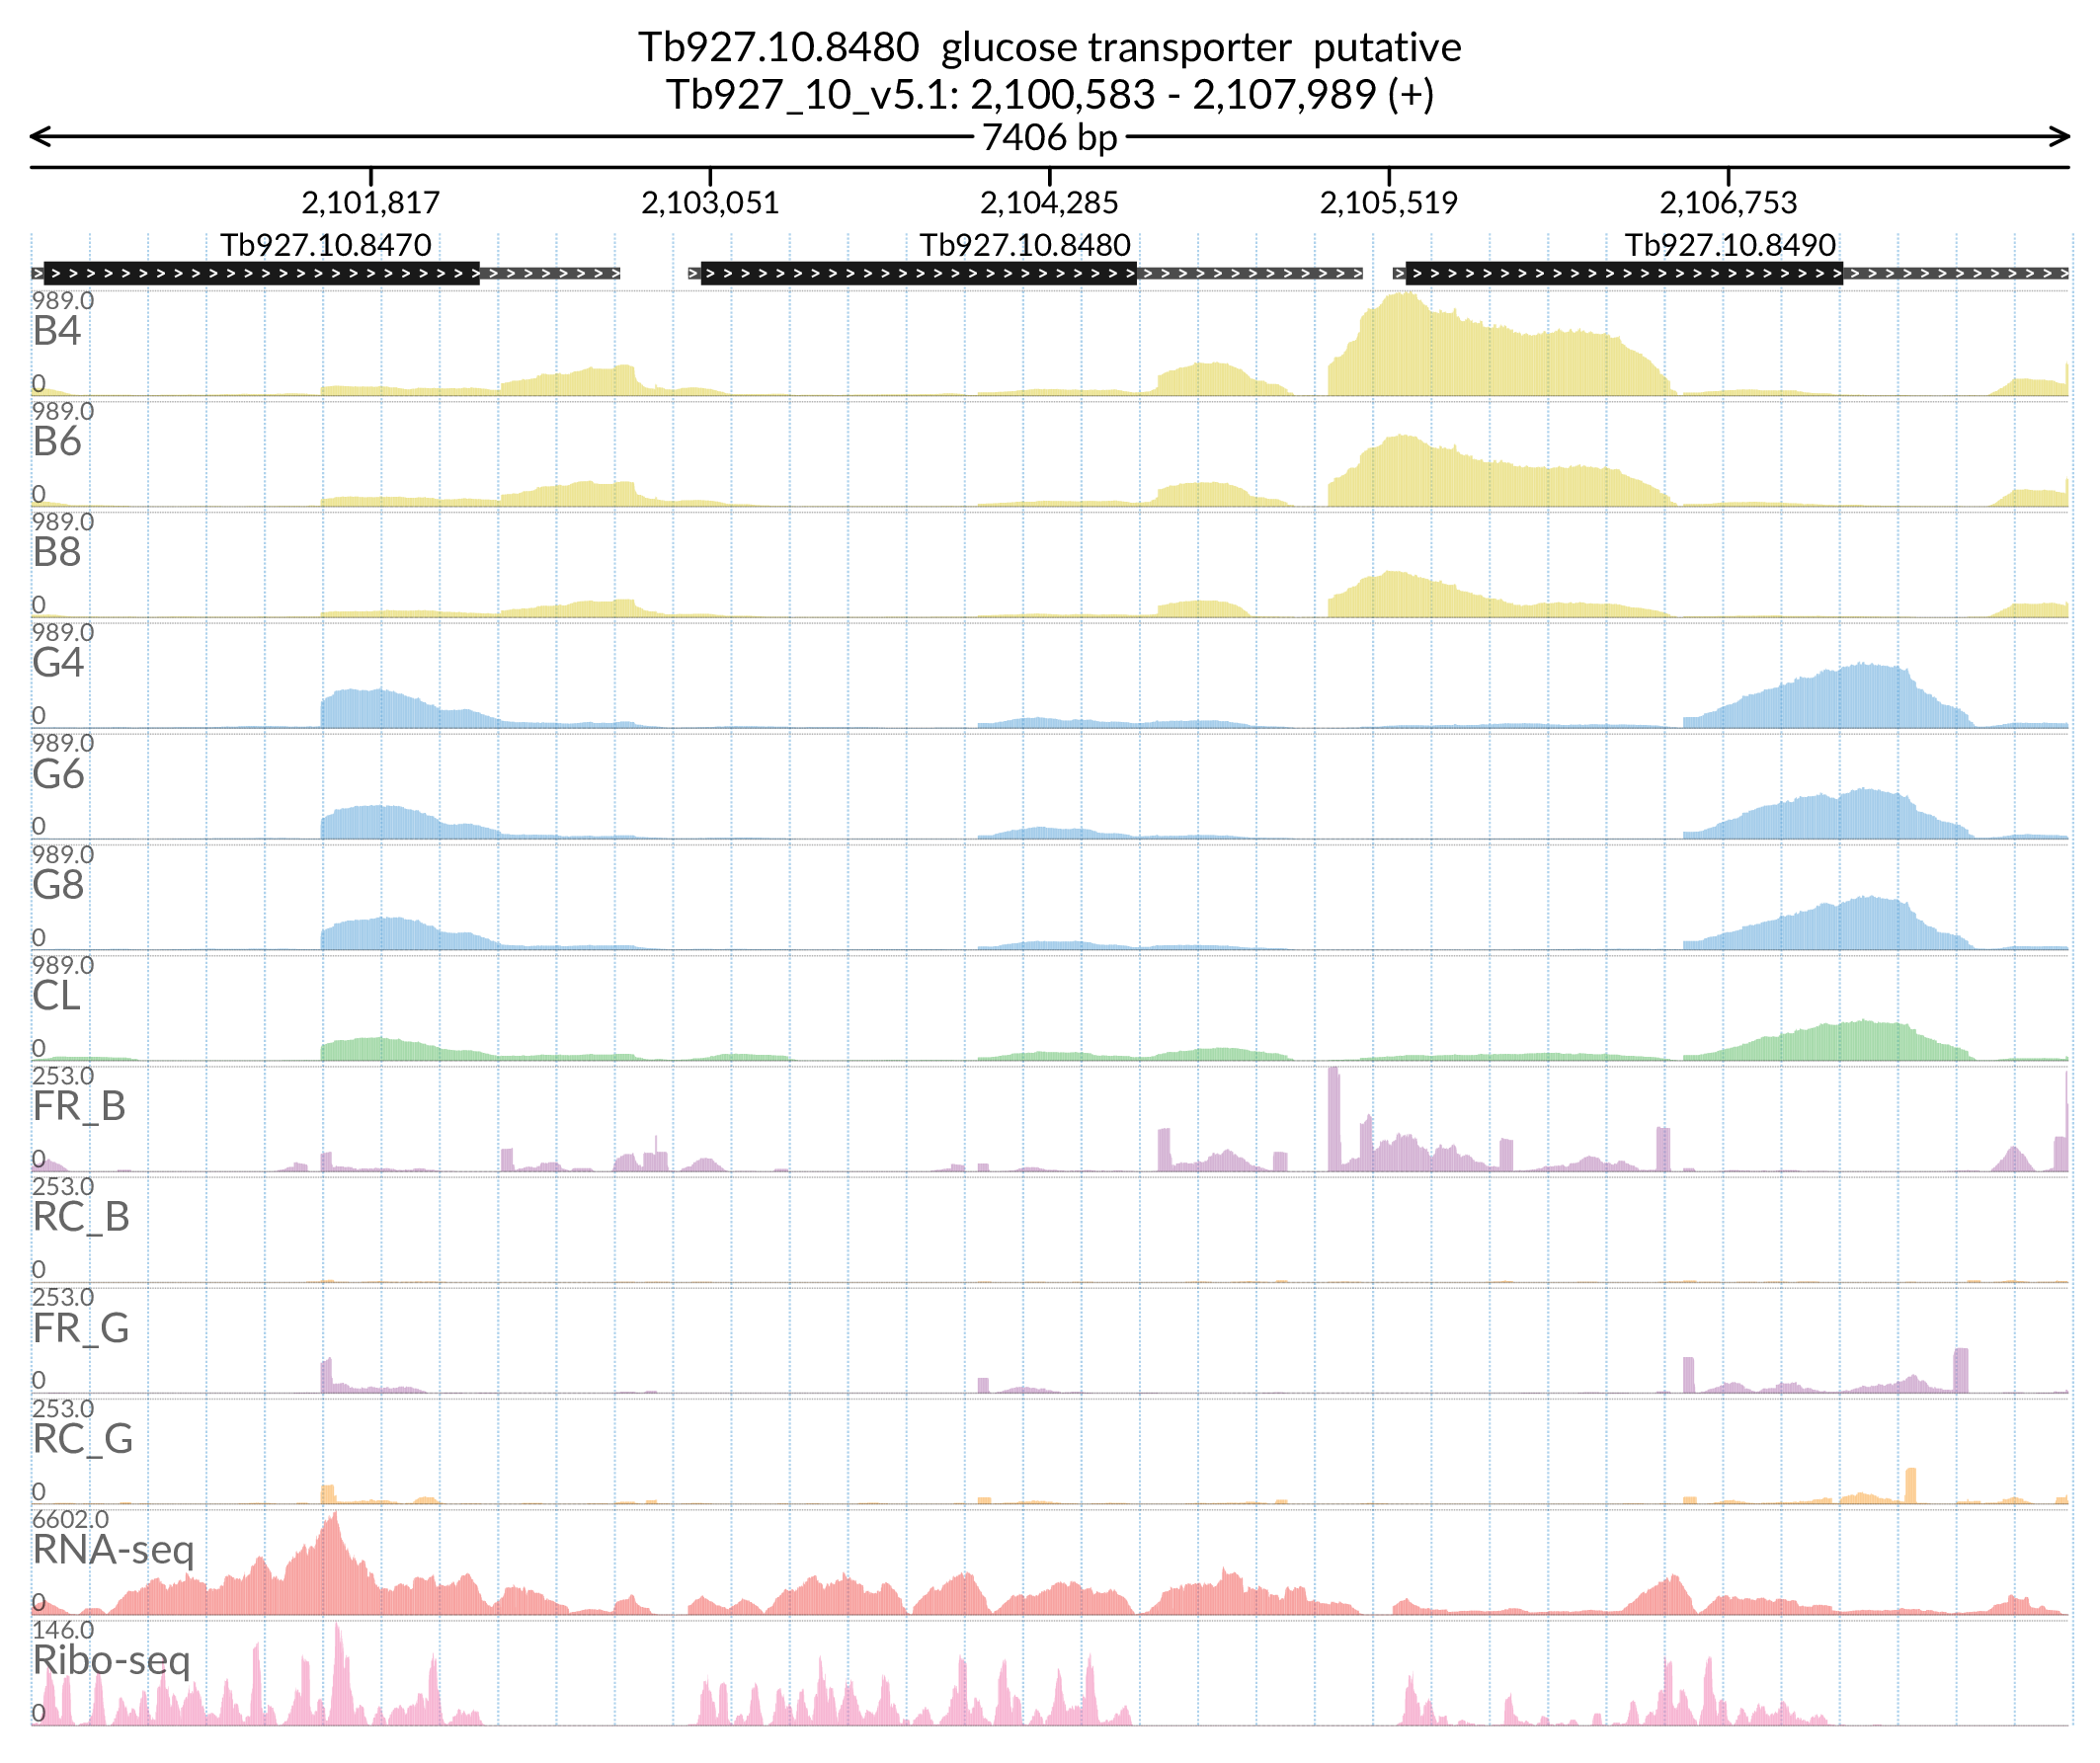 Tb927.10.8480  glucose transporter  putative
Tb927_10_v5.1: 2,100,583 - 2,107,989 (+)
7406 bp
2,101,817 2,103,051 2,104,285 2,105,519 2,106,753
Tb927.10.8470 Tb927.10.8480 Tb927.10.8490
989.0
B4
0
989.0
B6
0
989.0
B8
0
989.0
G4
0
989.0
G6
0
989.0
G8
0
989.0
CL
0
253.0
FR_B
0
253.0
RC_B
0
253.0
FR_G
0
253.0
RC_G
0
6602.0
RNA-seq
0
146.0
Ribo-seq
0